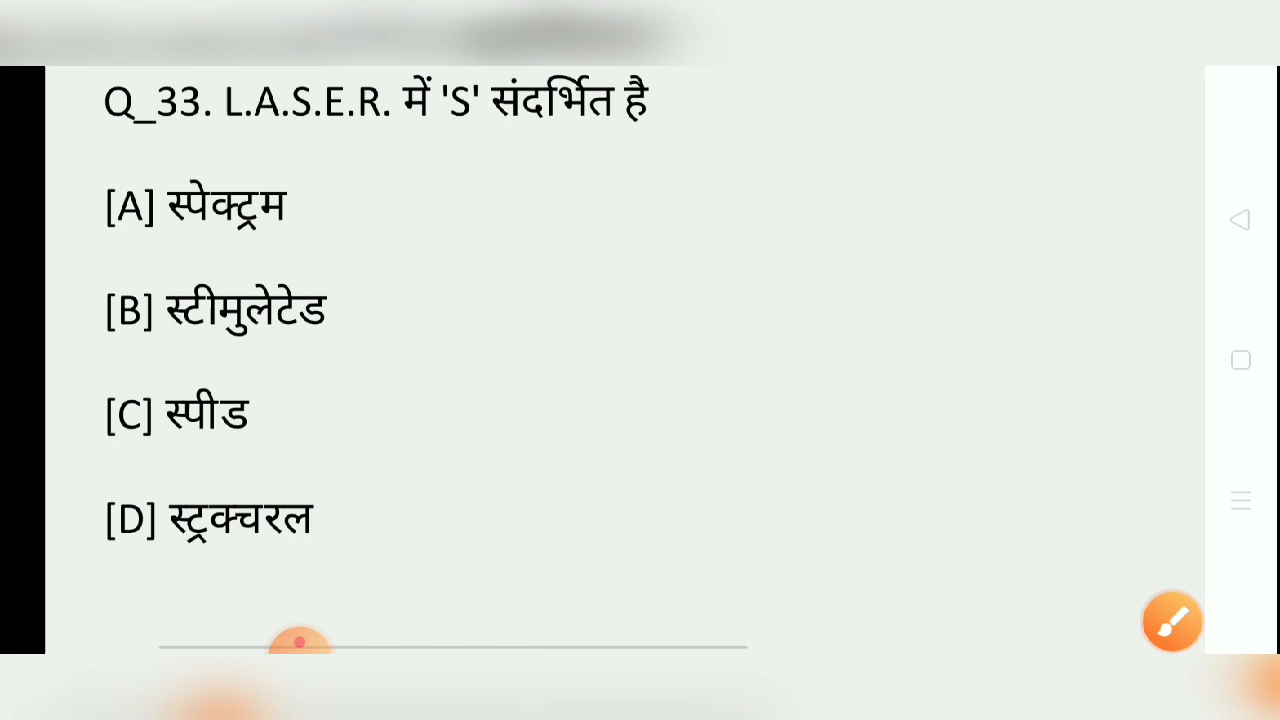 Q_33. L.A.S.E.R. में 'S' संदर्भित है
[A] स्पेक्ट्रम
[B] स्टीमुलेटेड
[C] स्पीड
[D] स्ट्रक्चरल